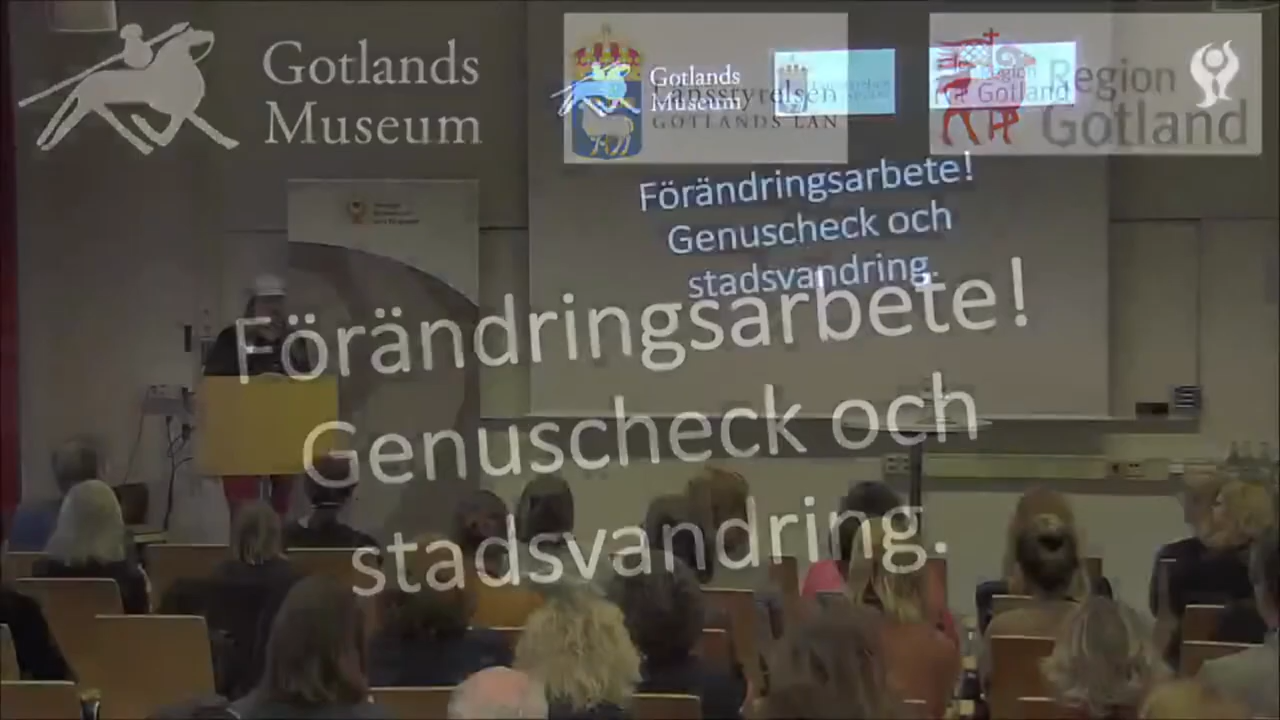 Gotlands
Museum
Länsstyrelsen
GOTLANDS LÄN
Region
Gotland
Gotlands
Museum
Region
Gotland
Förändringsarbete!
Genuscheck och
stadsvandring.
Förändringsarbete!
Genuscheck och
stadsvandring.